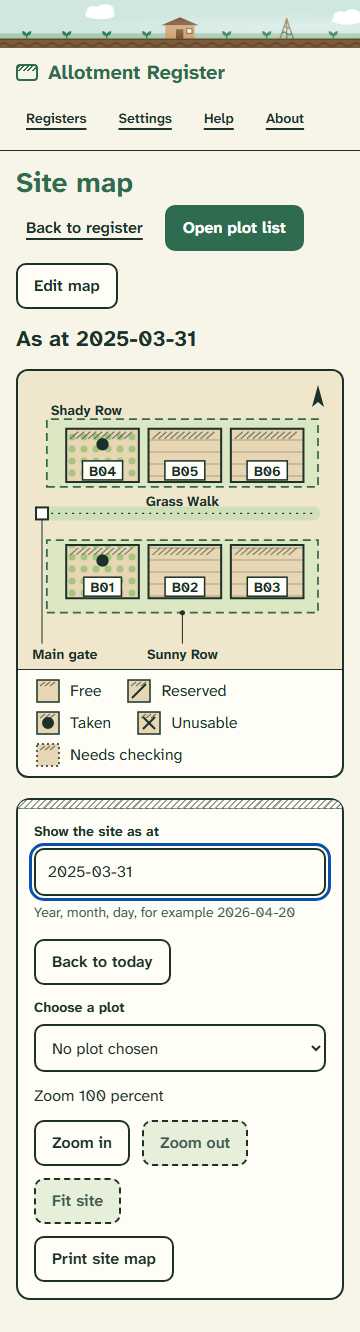 Allotment Register
Registers Settings Help About
Site map
Back to register Open plot list
Edit map
As at 2025-03-31
Shady Row
B04 B05 B06
Grass Walk
B01 B02 B03
Main gate Sunny Row
Free Reserved
Taken Unusable
Needs checking
Show the site as at
2025-03-31
Year, month, day, for example 2026-04-20
Back to today
Choose a plot
No plot chosen
Zoom 100 percent
Zoom in Zoom out
Fit site
Print site map